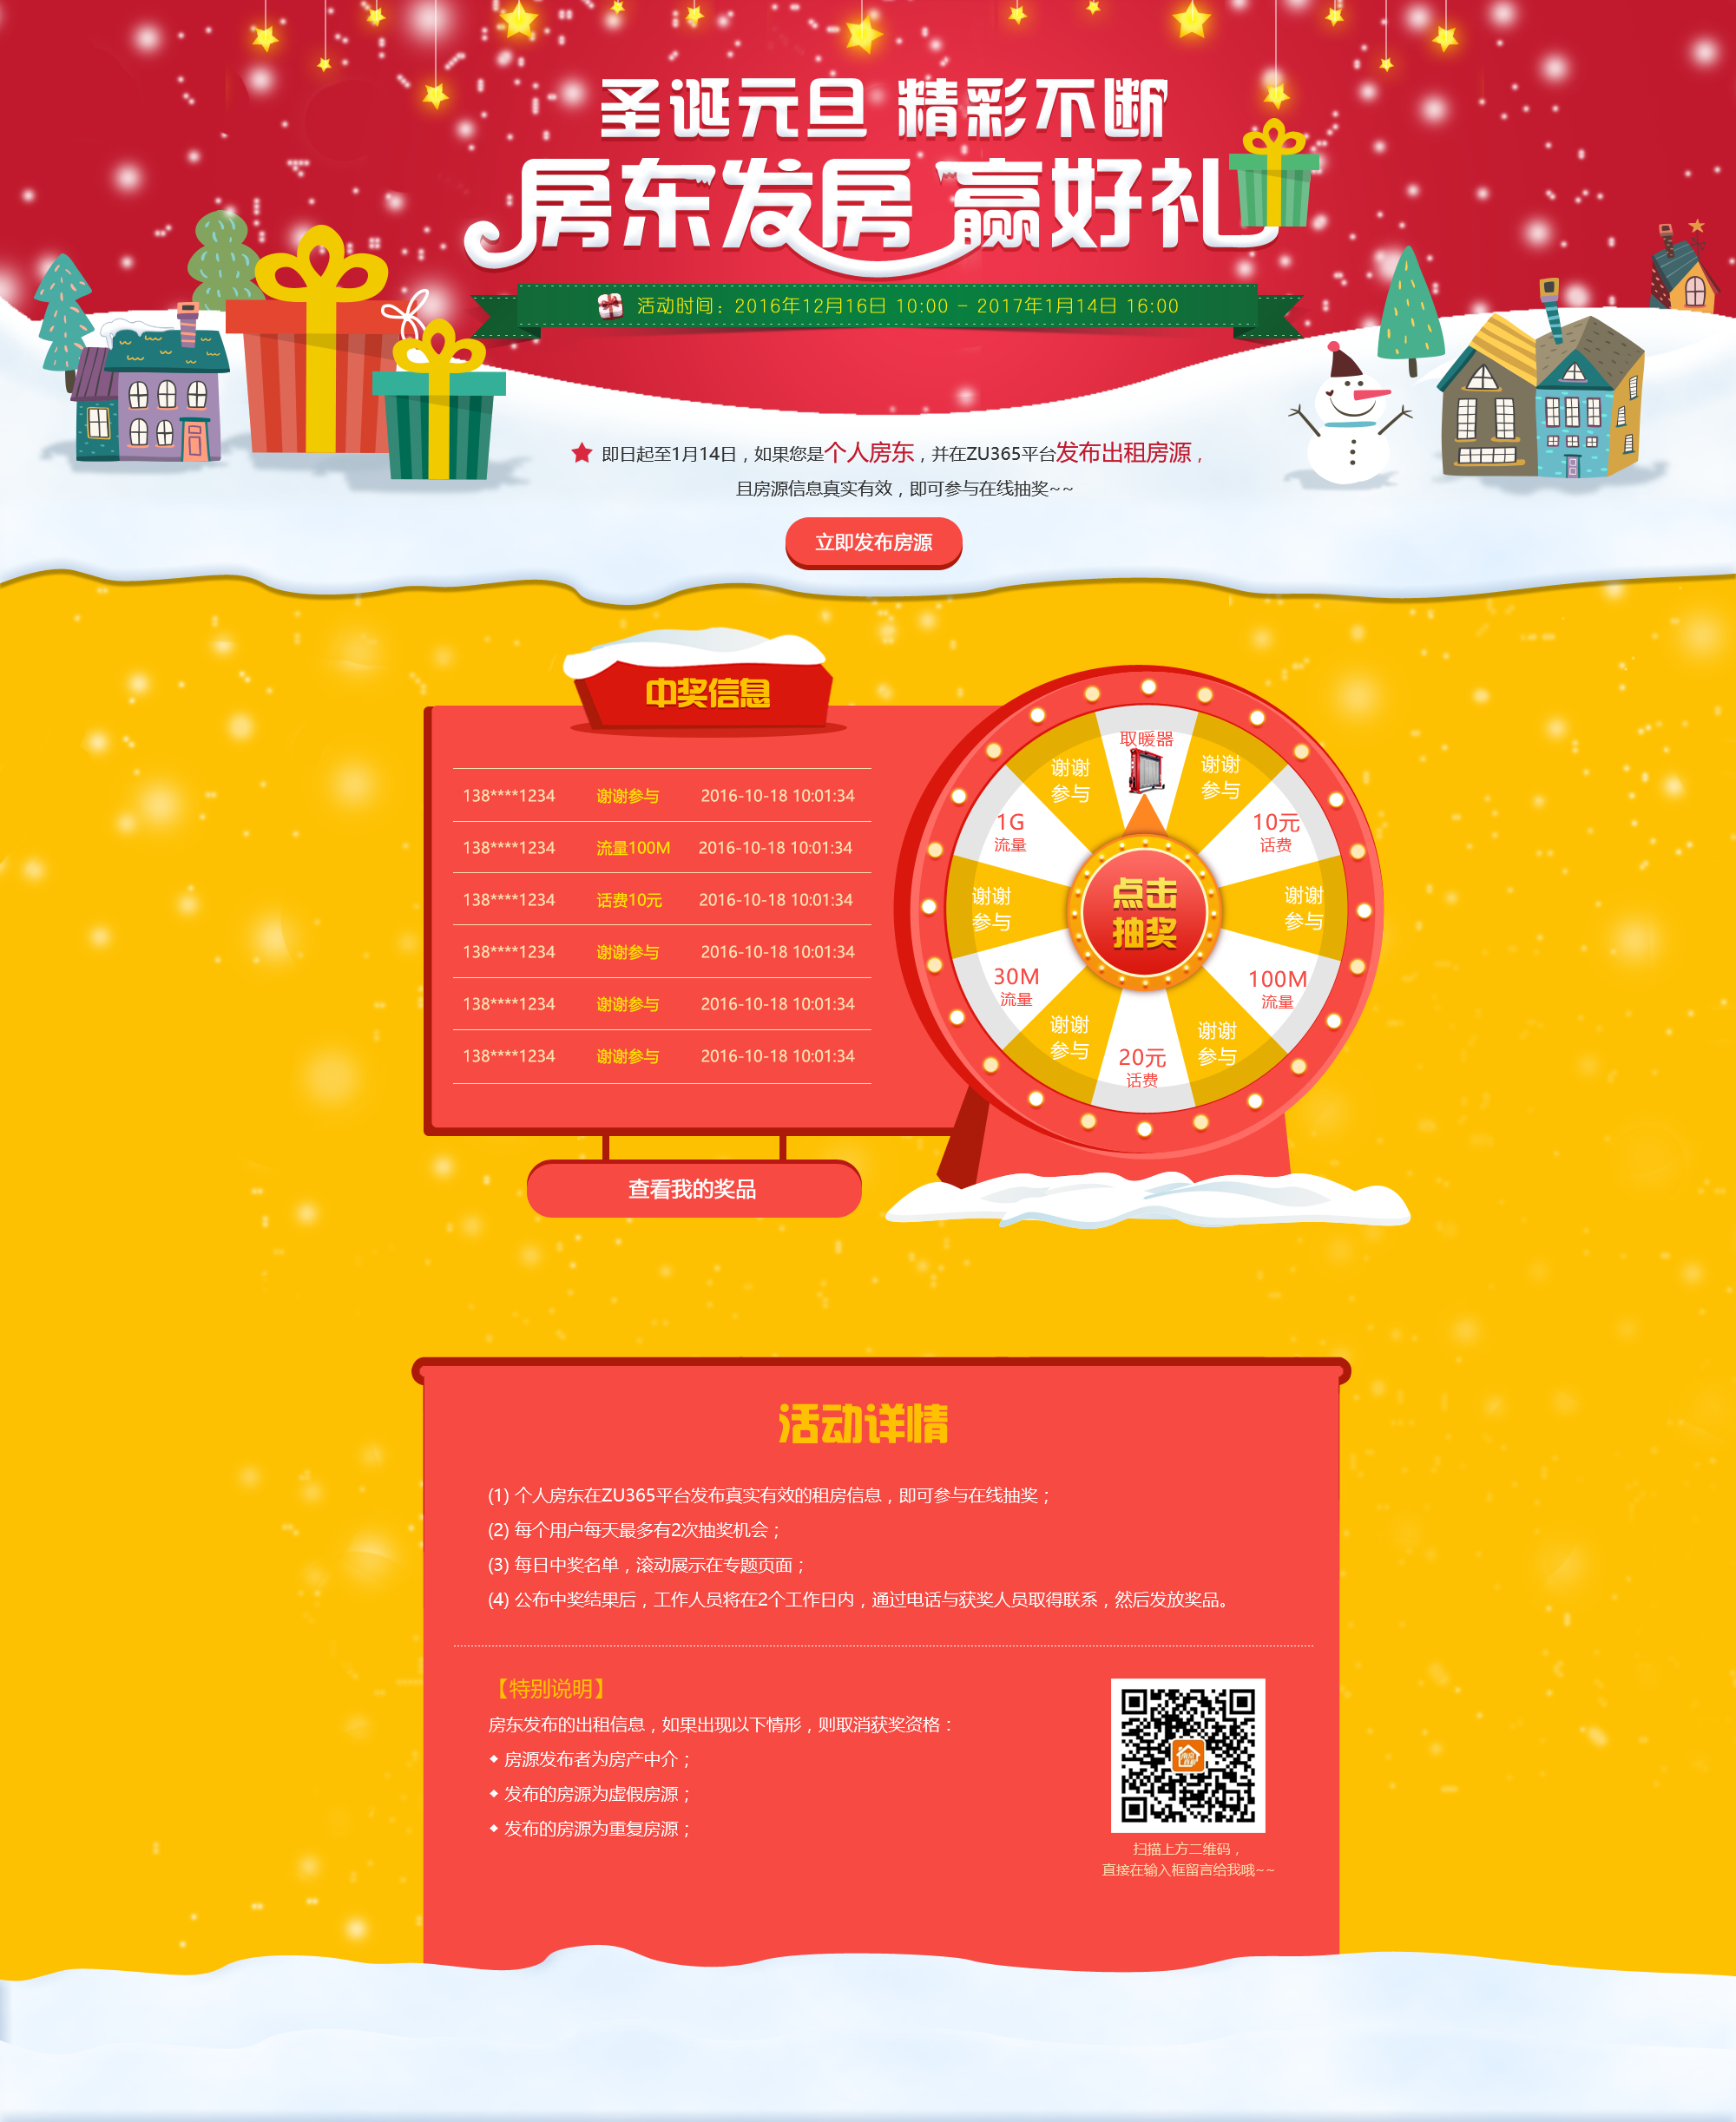 圣诞元旦 精彩不断
房东发房 赢好礼
活动时间：2016年12月16日 10:00 - 2017年1月14日 16:00
即日起至1月14日，如果您是个人房东，并在ZU365平台发布出租房源，
且房源信息真实有效，即可参与在线抽奖~~
立即发布房源
中奖信息
138****1234 谢谢参与 2016-10-18 10:01:34
138****1234 流量100M 2016-10-18 10:01:34
138****1234 话费10元 2016-10-18 10:01:34
138****1234 谢谢参与 2016-10-18 10:01:34
138****1234 谢谢参与 2016-10-18 10:01:34
138****1234 谢谢参与 2016-10-18 10:01:34
查看我的奖品
取暖器
谢谢
参与
10元
话费
谢谢
参与
100M
流量
谢谢
参与
20元
话费
谢谢
参与
30M
流量
谢谢
参与
1G
流量
谢谢
参与
点击
抽奖
活动详情
(1) 个人房东在ZU365平台发布真实有效的租房信息，即可参与在线抽奖；
(2) 每个用户每天最多有2次抽奖机会；
(3) 每日中奖名单，滚动展示在专题页面；
(4) 公布中奖结果后，工作人员将在2个工作日内，通过电话与获奖人员取得联系，然后发放奖品。
【特别说明】
房东发布的出租信息，如果出现以下情形，则取消获奖资格：
房源发布者为房产中介；
发布的房源为虚假房源；
发布的房源为重复房源；
扫描上方二维码，
直接在输入框留言给我哦~~